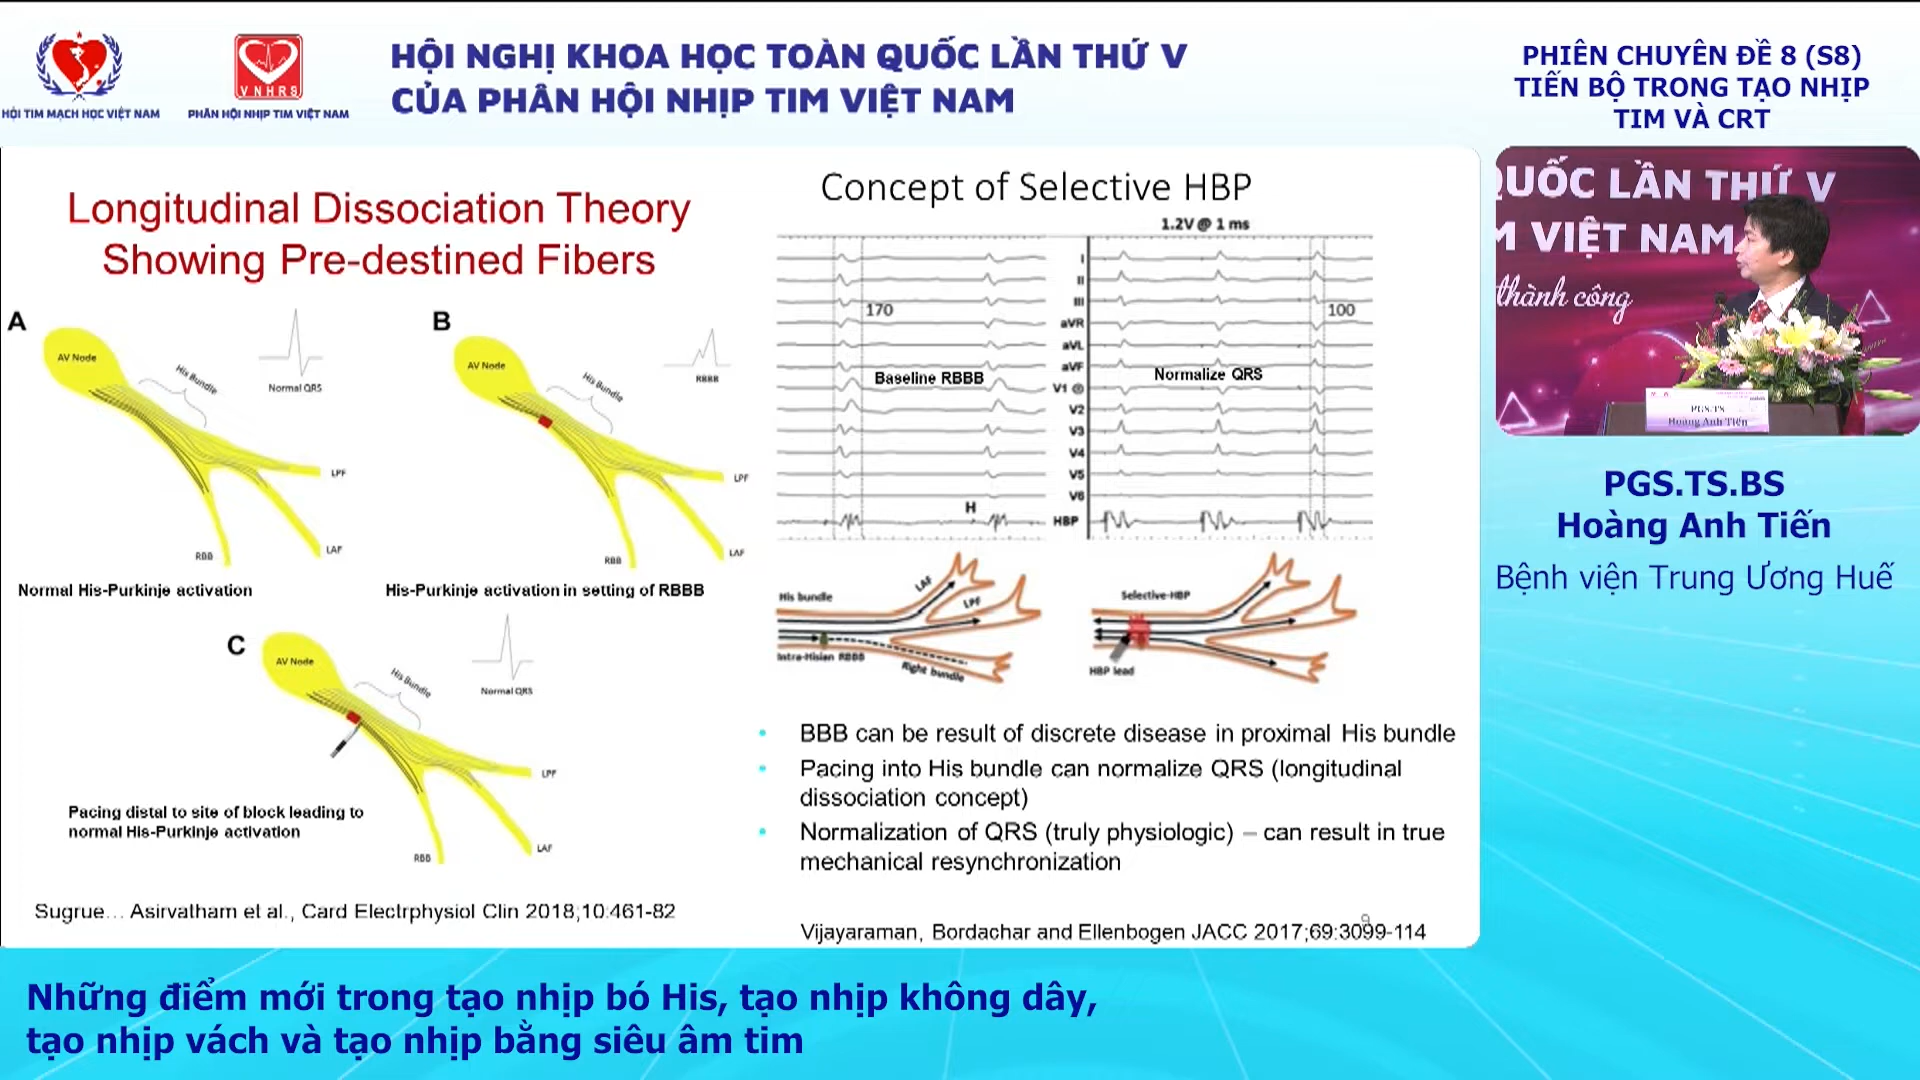 HỘI TIM MẠCH HỌC VIỆT NAM
VNHRS
PHÂN HỘI NHỊP TIM VIỆT NAM
HỘI NGHỊ KHOA HỌC TOÀN QUỐC LẦN THỨ V
CỦA PHÂN HỘI NHỊP TIM VIỆT NAM
PHIÊN CHUYÊN ĐỀ 8 (S8)
TIẾN BỘ TRONG TẠO NHỊP
TIM VÀ CRT
Longitudinal Dissociation Theory
Showing Pre-destined Fibers
A
AV Node
His Bundle
Normal QRS
LPF
LAF
RBB
Normal His-Purkinje activation
B
AV Node
His Bundle
RBBB
LPF
LAF
RBB
His-Purkinje activation in setting of RBBB
C
AV Node
His Bundle
Normal QRS
LPF
LAF
RBB
Pacing distal to site of block leading to
normal His-Purkinje activation
Sugrue... Asirvatham et al., Card Electrphysiol Clin 2018;10:461-82
Concept of Selective HBP
1.2V @ 1 ms
I
II
III
aVR
aVL
aVF
V1
V2
V3
V4
V5
V6
HBP
170
100
Baseline RBBB
Normalize QRS
H
His bundle
LAF
LPF
Intra-Hisian RBBB
Right bundle
Selective-HBP
HBP lead
• BBB can be result of discrete disease in proximal His bundle
• Pacing into His bundle can normalize QRS (longitudinal
dissociation concept)
• Normalization of QRS (truly physiologic) – can result in true
mechanical resynchronization
9
Vijayaraman, Bordachar and Ellenbogen JACC 2017;69:3099-114
QUỐC LẦN THỨ V
M VIỆT NAM
thành công
PGS.TS
Hoàng Anh Tiến
PGS.TS.BS
Hoàng Anh Tiến
Bệnh viện Trung Ương Huế
Những điểm mới trong tạo nhịp bó His, tạo nhịp không dây,
tạo nhịp vách và tạo nhịp bằng siêu âm tim